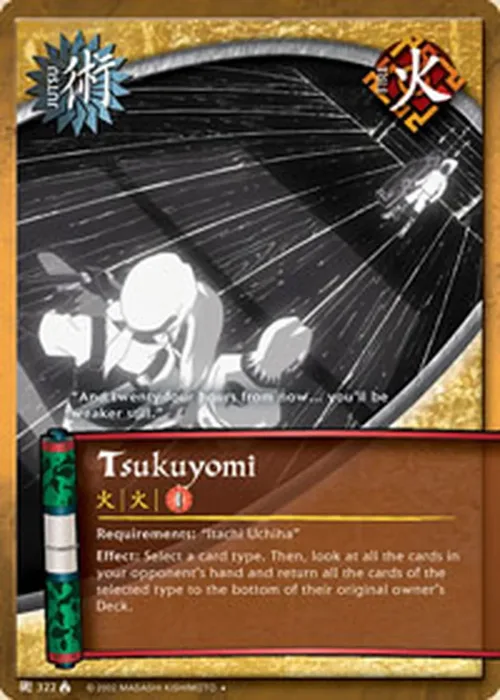 JUTSU
術
FIRE
火
"And twenty-four hours from now... you'll be
weaker still."
Tsukuyomi
火|火|1
Requirements: "Itachi Uchiha"
Effect: Select a card type. Then, look at all the cards in
your opponent's hand and return all the cards of the
selected type to the bottom of their original owner's
Deck.
322
© 2002 MASASHI KISHIMOTO